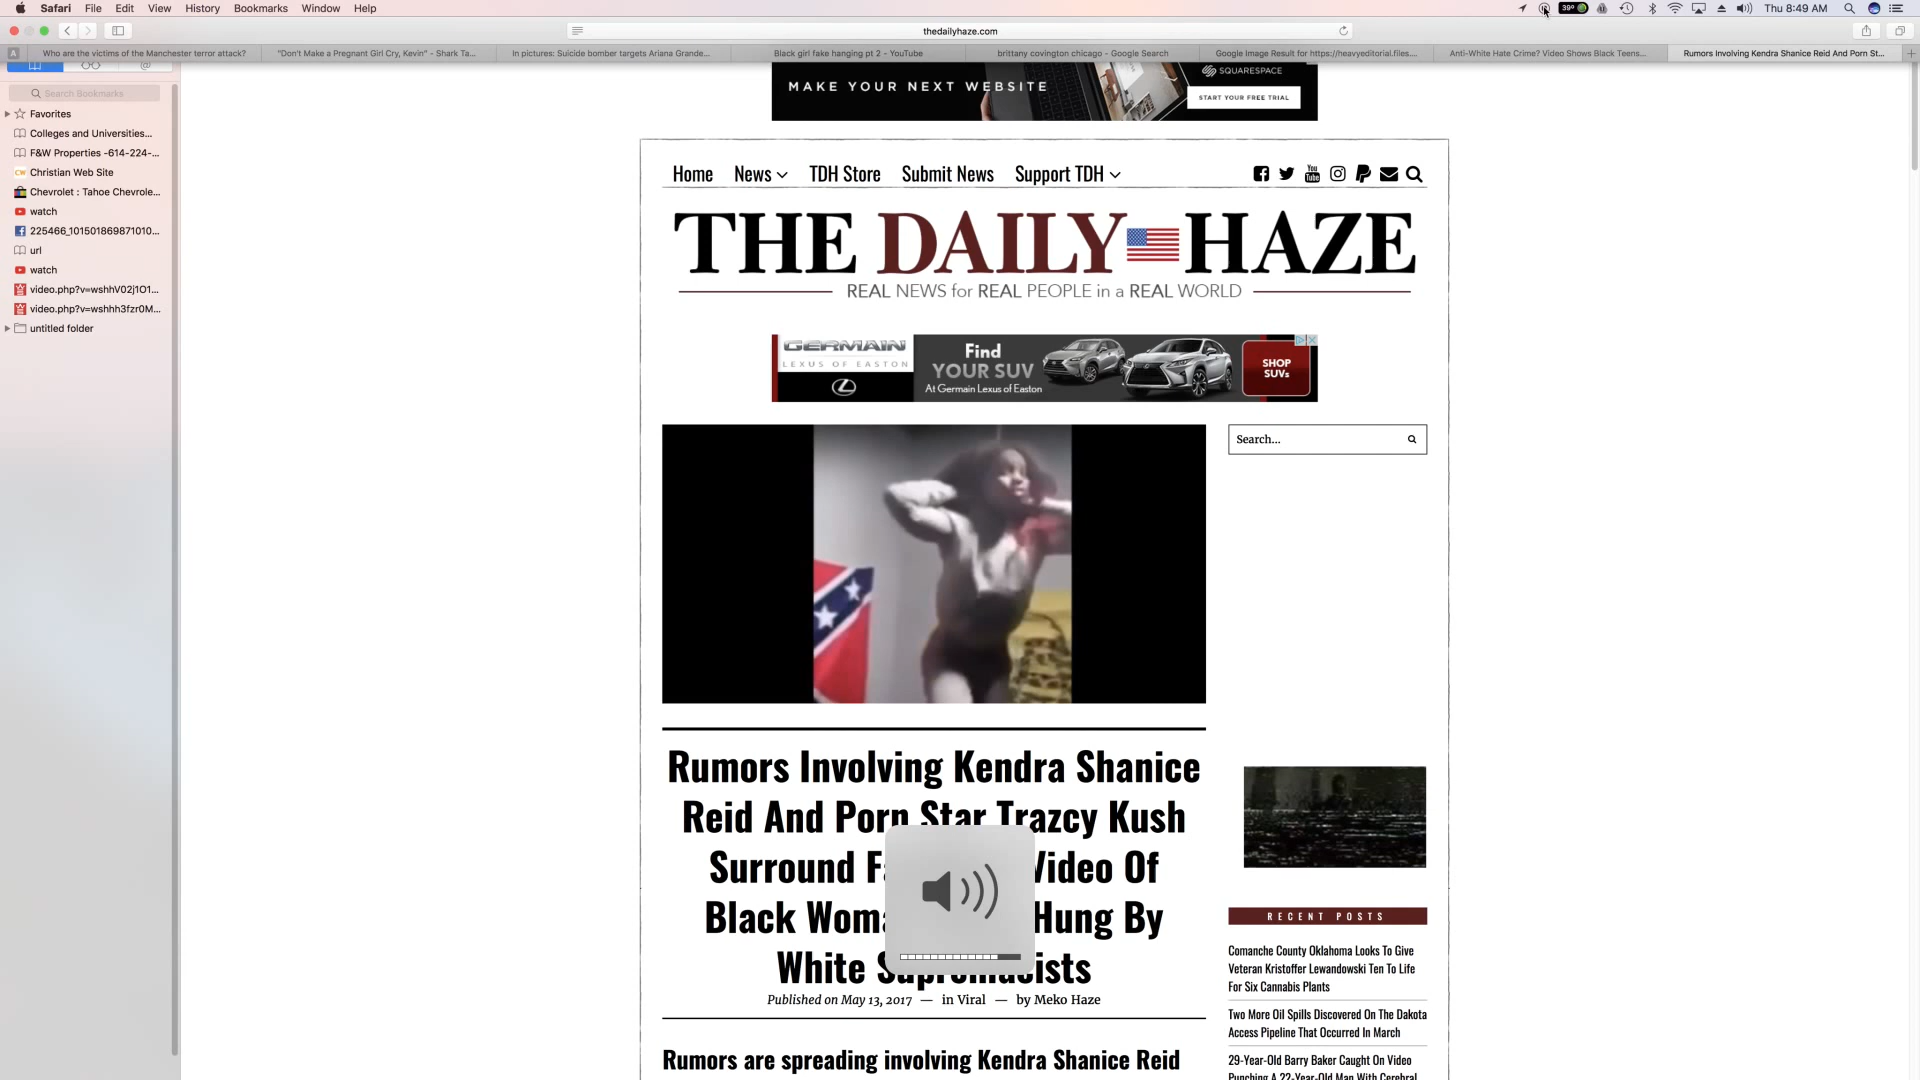 Safari File Edit View History Bookmarks Window Help
39° Thu 8:49 AM
thedailyhaze.com
A Who are the victims of the Manchester terror attack? "Don't Make a Pregnant Girl Cry, Kevin" - Shark Ta... In pictures: Suicide bomber targets Ariana Grande... Black girl fake hanging pt 2 - YouTube brittany covington chicago - Google Search Google Image Result for https://heavyeditorial.files.... Anti-White Hate Crime? Video Shows Black Teens... Rumors Involving Kendra Shanice Reid And Porn St...
Search Bookmarks
Favorites
Colleges and Universities...
F&W Properties -614-224-...
CW Christian Web Site
Chevrolet : Tahoe Chevrole...
watch
225466_101501869871010...
url
watch
video.php?v=wshhV02j1O1...
video.php?v=wshhh3fzr0M...
untitled folder
MAKE YOUR NEXT WEBSITE
SQUARESPACE
START YOUR FREE TRIAL
Home News TDH Store Submit News Support TDH
You Tube
THE DAILY HAZE
REAL NEWS for REAL PEOPLE in a REAL WORLD
GERMAIN
LEXUS OF EASTON
Find
YOUR SUV
At Germain Lexus of Easton
SHOP
SUVs
Search...
Rumors Involving Kendra Shanice
Reid And Porn Star Trazcy Kush
Surround Video Of
Black Hung By
White
Published on May 13, 2017 — in Viral — by Meko Haze
Rumors are spreading involving Kendra Shanice Reid
RECENT POSTS
Comanche County Oklahoma Looks To Give
Veteran Kristoffer Lewandowski Ten To Life
For Six Cannabis Plants
Two More Oil Spills Discovered On The Dakota
Access Pipeline That Occurred In March
29-Year-Old Barry Baker Caught On Video
Punching A 22-Year-Old Man With Cerebral